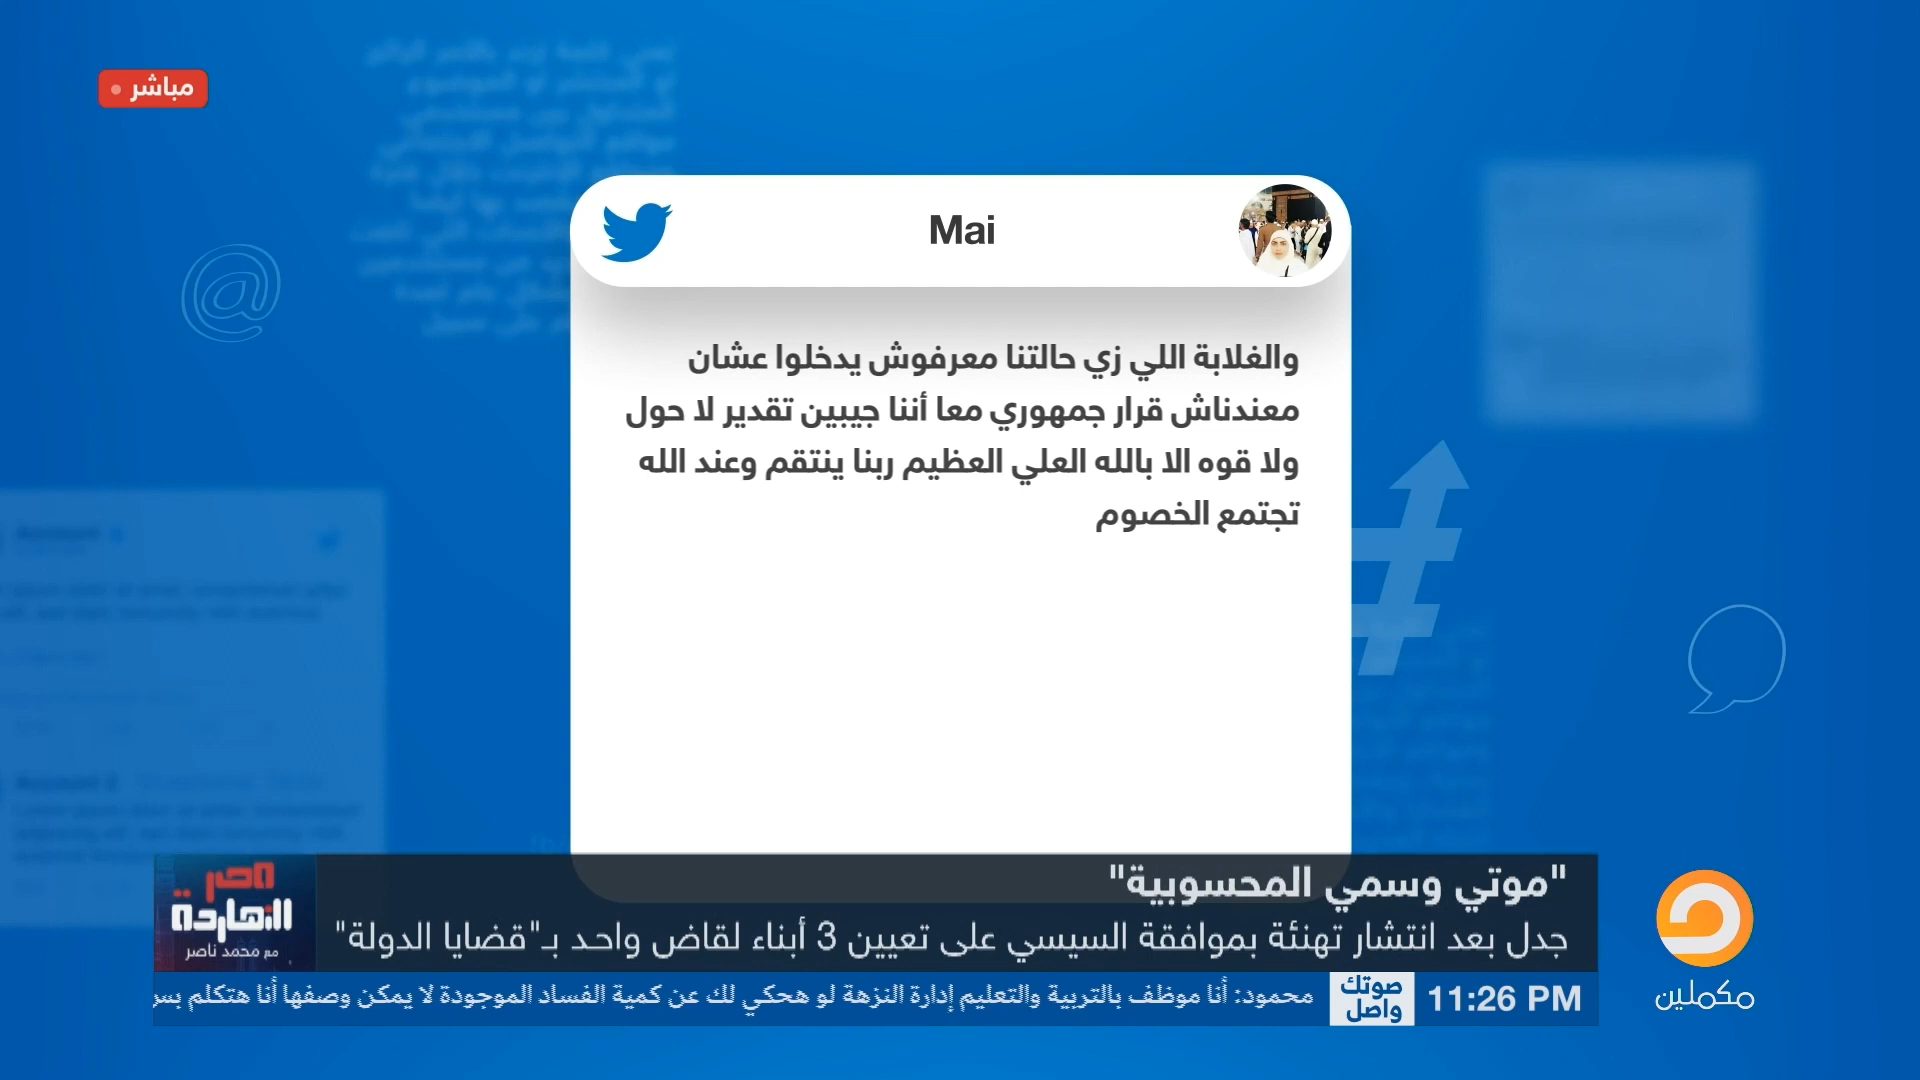 مباشر
Mai
والغلابة اللي زي حالتنا معرفوش يدخلوا عشان
معندناش قرار جمهوري معا أننا جيبين تقدير لا حول
ولا قوه الا بالله العلي العظيم ربنا ينتقم وعند الله
تجتمع الخصوم
"موتي وسمي المحسوبية"
جدل بعد انتشار تهنئة بموافقة السيسي على تعيين 3 أبناء لقاض واحد بـ"قضايا الدولة"
مصر
النهاردة
مع محمد ناصر
11:26 PM
صوتك
واصل
محمود: أنا موظف بالتربية والتعليم إدارة النزهة لو هحكي لك عن كمية الفساد الموجودة لا يمكن وصفها أنا هتكلم بس
مكملين